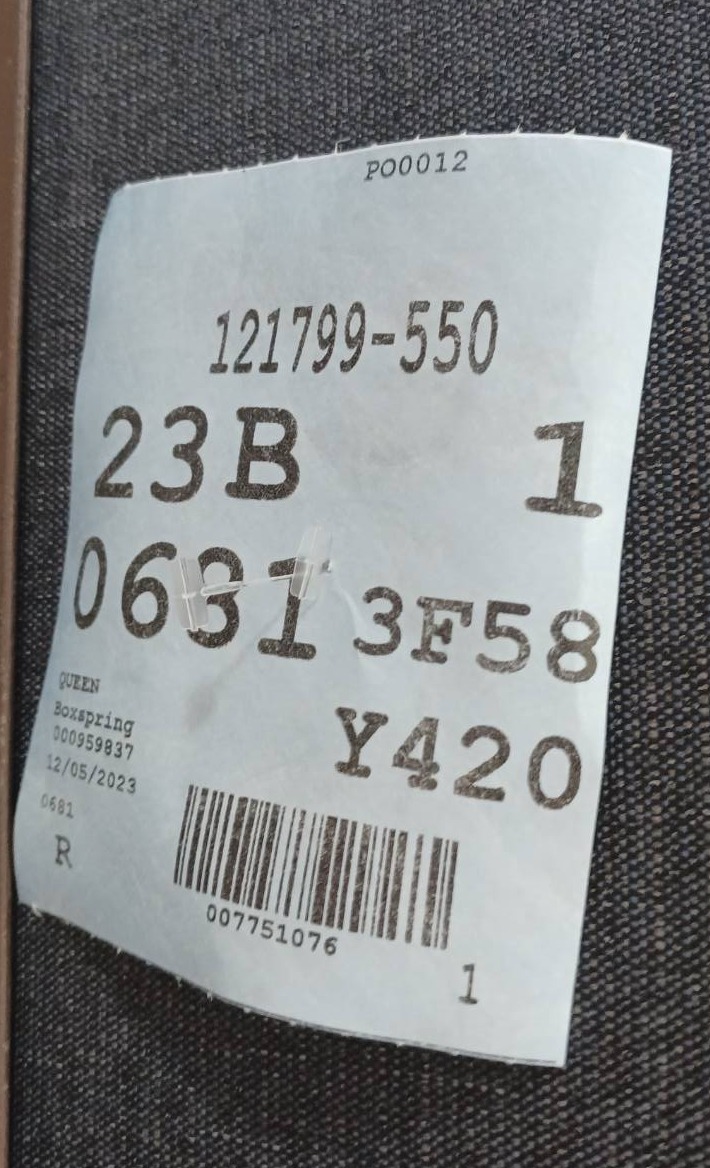 PO0012
121799-550
23B 1
0681 3F58
Y420
QUEEN
Boxspring
000959837
12/05/2023
0681
R
007751076
1